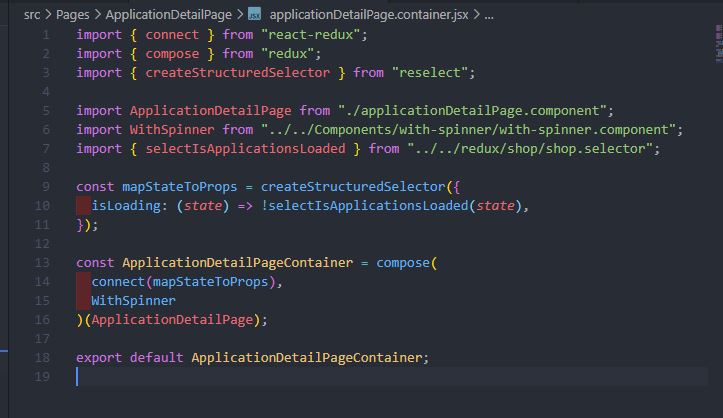 src > Pages > ApplicationDetailPage > JSX applicationDetailPage.container.jsx > ...
1 import { connect } from "react-redux";
2 import { compose } from "redux";
3 import { createStructuredSelector } from "reselect";
4
5 import ApplicationDetailPage from "./applicationDetailPage.component";
6 import WithSpinner from "../../Components/with-spinner/with-spinner.component";
7 import { selectIsApplicationsLoaded } from "../../redux/shop/shop.selector";
8
9 const mapStateToProps = createStructuredSelector({
10   isLoading: (state) => !selectIsApplicationsLoaded(state),
11 });
12
13 const ApplicationDetailPageContainer = compose(
14   connect(mapStateToProps),
15   WithSpinner
16 )(ApplicationDetailPage);
17
18 export default ApplicationDetailPageContainer;
19